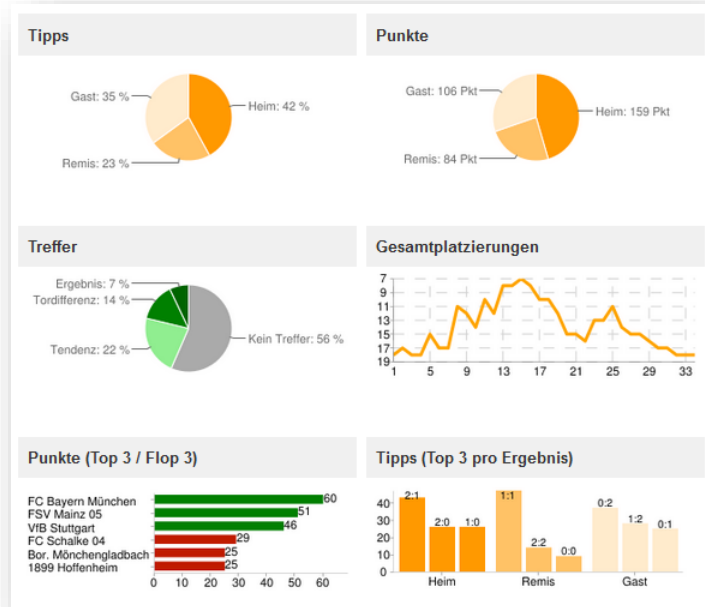 Tipps
Gast: 35 %
Heim: 42 %
Remis: 23 %
Punkte
Gast: 106 Pkt
Heim: 159 Pkt
Remis: 84 Pkt
Treffer
Ergebnis: 7 %
Tordifferenz: 14 %
Kein Treffer: 56 %
Tendenz: 22 %
Gesamtplatzierungen
7
9
11
13
15
17
19
1 5 9 13 17 21 25 29 33
Punkte (Top 3 / Flop 3)
FC Bayern München 60
FSV Mainz 05 51
VfB Stuttgart 46
FC Schalke 04 29
Bor. Mönchengladbach 25
1899 Hoffenheim 25
0 10 20 30 40 50 60
Tipps (Top 3 pro Ergebnis)
40
30
20
10
0
2:1 2:0 1:0
1:1 2:2 0:0
0:2 1:2 0:1
Heim Remis Gast